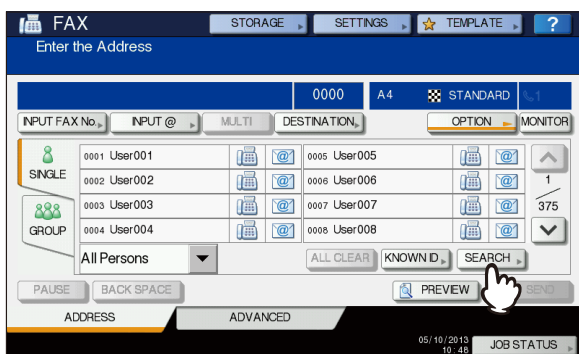 FAX STORAGE SETTINGS TEMPLATE ?
Enter the Address
0000 A4 STANDARD 1
INPUT FAX No. INPUT @ MULTI DESTINATION OPTION MONITOR
SINGLE
GROUP
0001 User001
0002 User002
0003 User003
0004 User004
0005 User005
0006 User006
0007 User007
0008 User008
1
375
All Persons ALL CLEAR KNOWN ID SEARCH
PAUSE BACK SPACE PREVIEW SEND
ADDRESS ADVANCED
05/10/2013
10:48 JOB STATUS